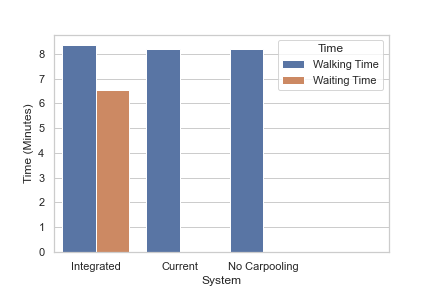 Time
Walking Time
Waiting Time
8
7
6
5
4
3
2
1
0
Time (Minutes)
Integrated
Current
No Carpooling
System